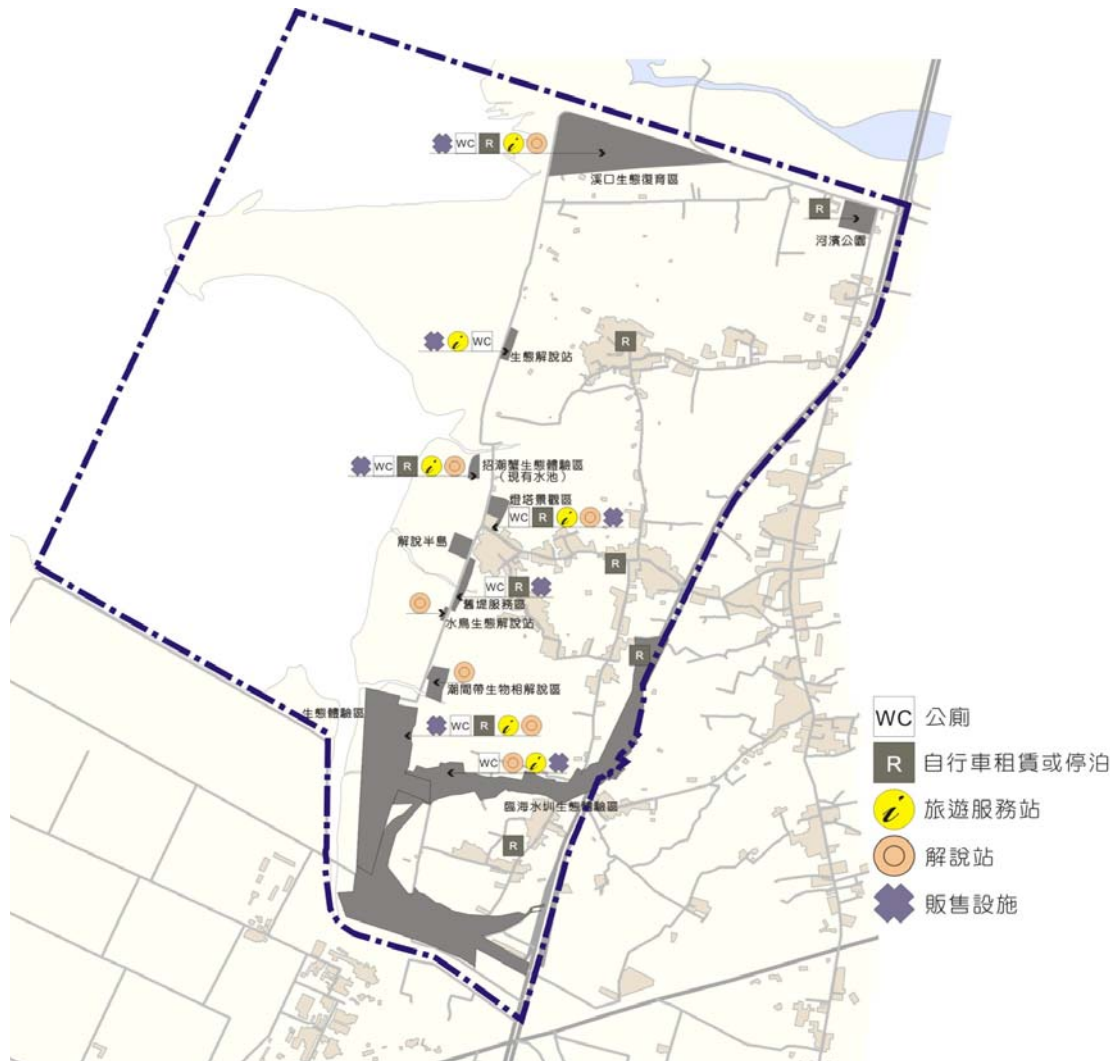 WC R i
溪口生態復育區
R
河濱公園
i WC
生態解說站
R
WC R i
招潮蟹生態體驗區
(現有水池)
燈塔景觀區
WC R i
解說半島
R
WC R
舊堤服務區
水鳥生態解說站
R
潮間帶生物相解說區
生態體驗區
WC R i
WC i
臨海水圳生態體驗區
R
WC 公廁
R 自行車租賃或停泊
i 旅遊服務站
解說站
販售設施